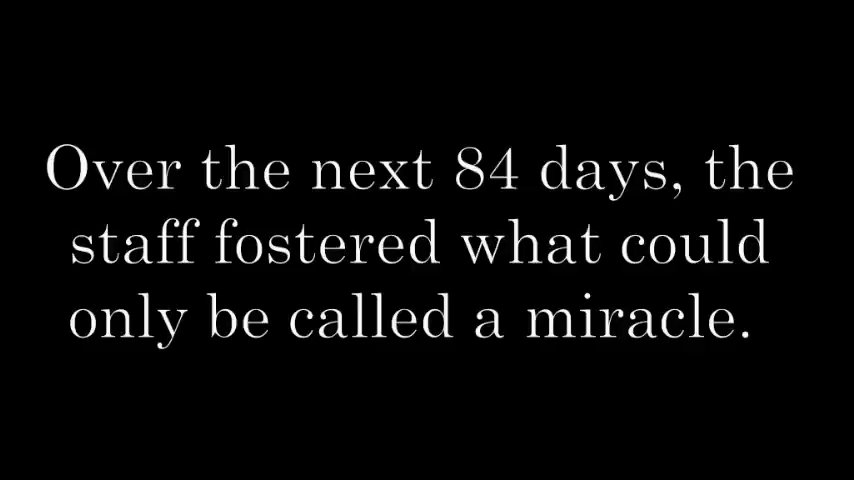 Over the next 84 days, the
staff fostered what could
only be called a miracle.